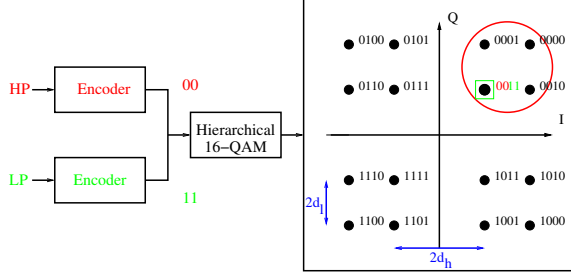 Q
0100 0101 0001 0000
HP Encoder 00
0110 0111 0011 0010
I
Hierarchical
16-QAM
LP Encoder 11
1110 1111 1011 1010
2d_l
1100 1101 1001 1000
2d_h